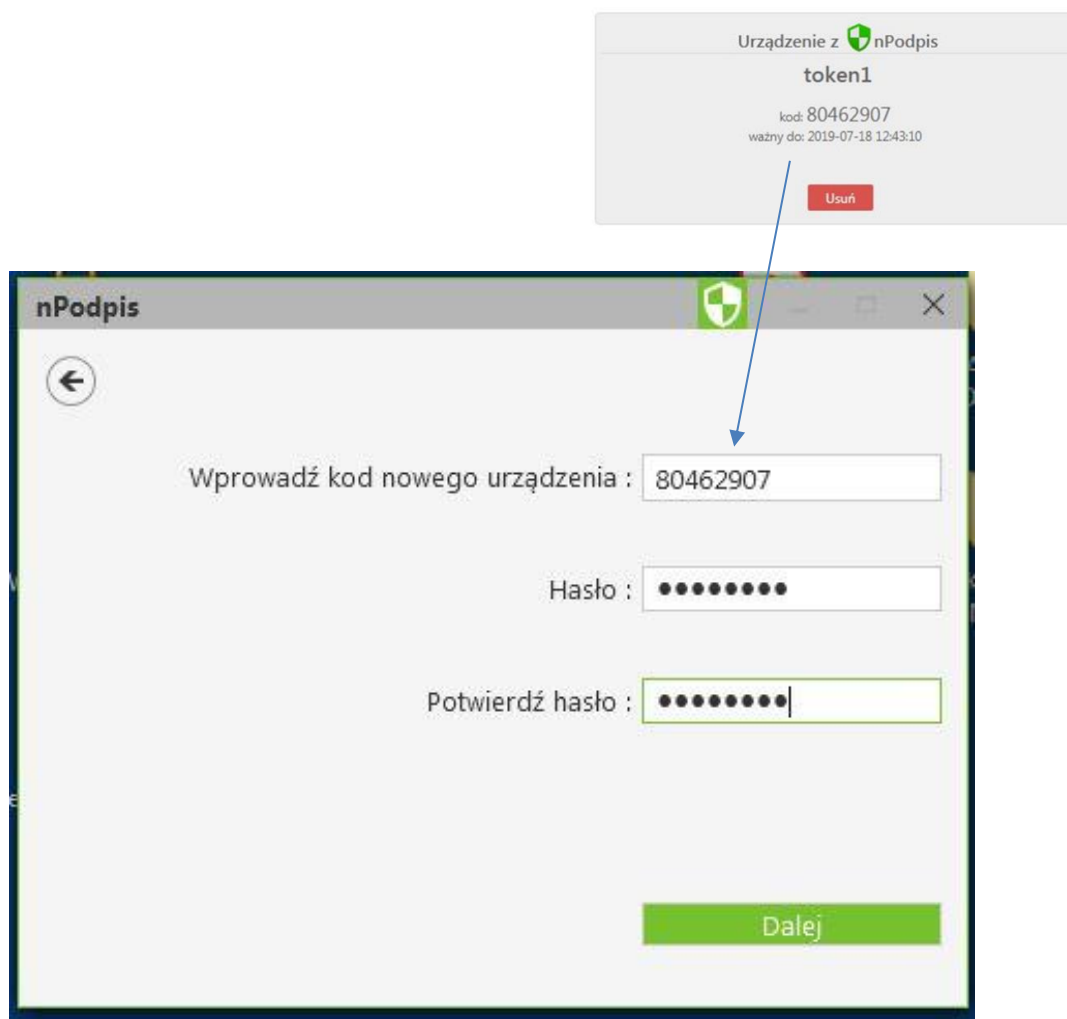 Urządzenie z nPodpis
token1
kod: 80462907
ważny do: 2019-07-18 12:43:10
Usuń
nPodpis
Wprowadź kod nowego urządzenia : 80462907
Hasło : ●●●●●●●●
Potwierdź hasło : ●●●●●●●●
Dalej